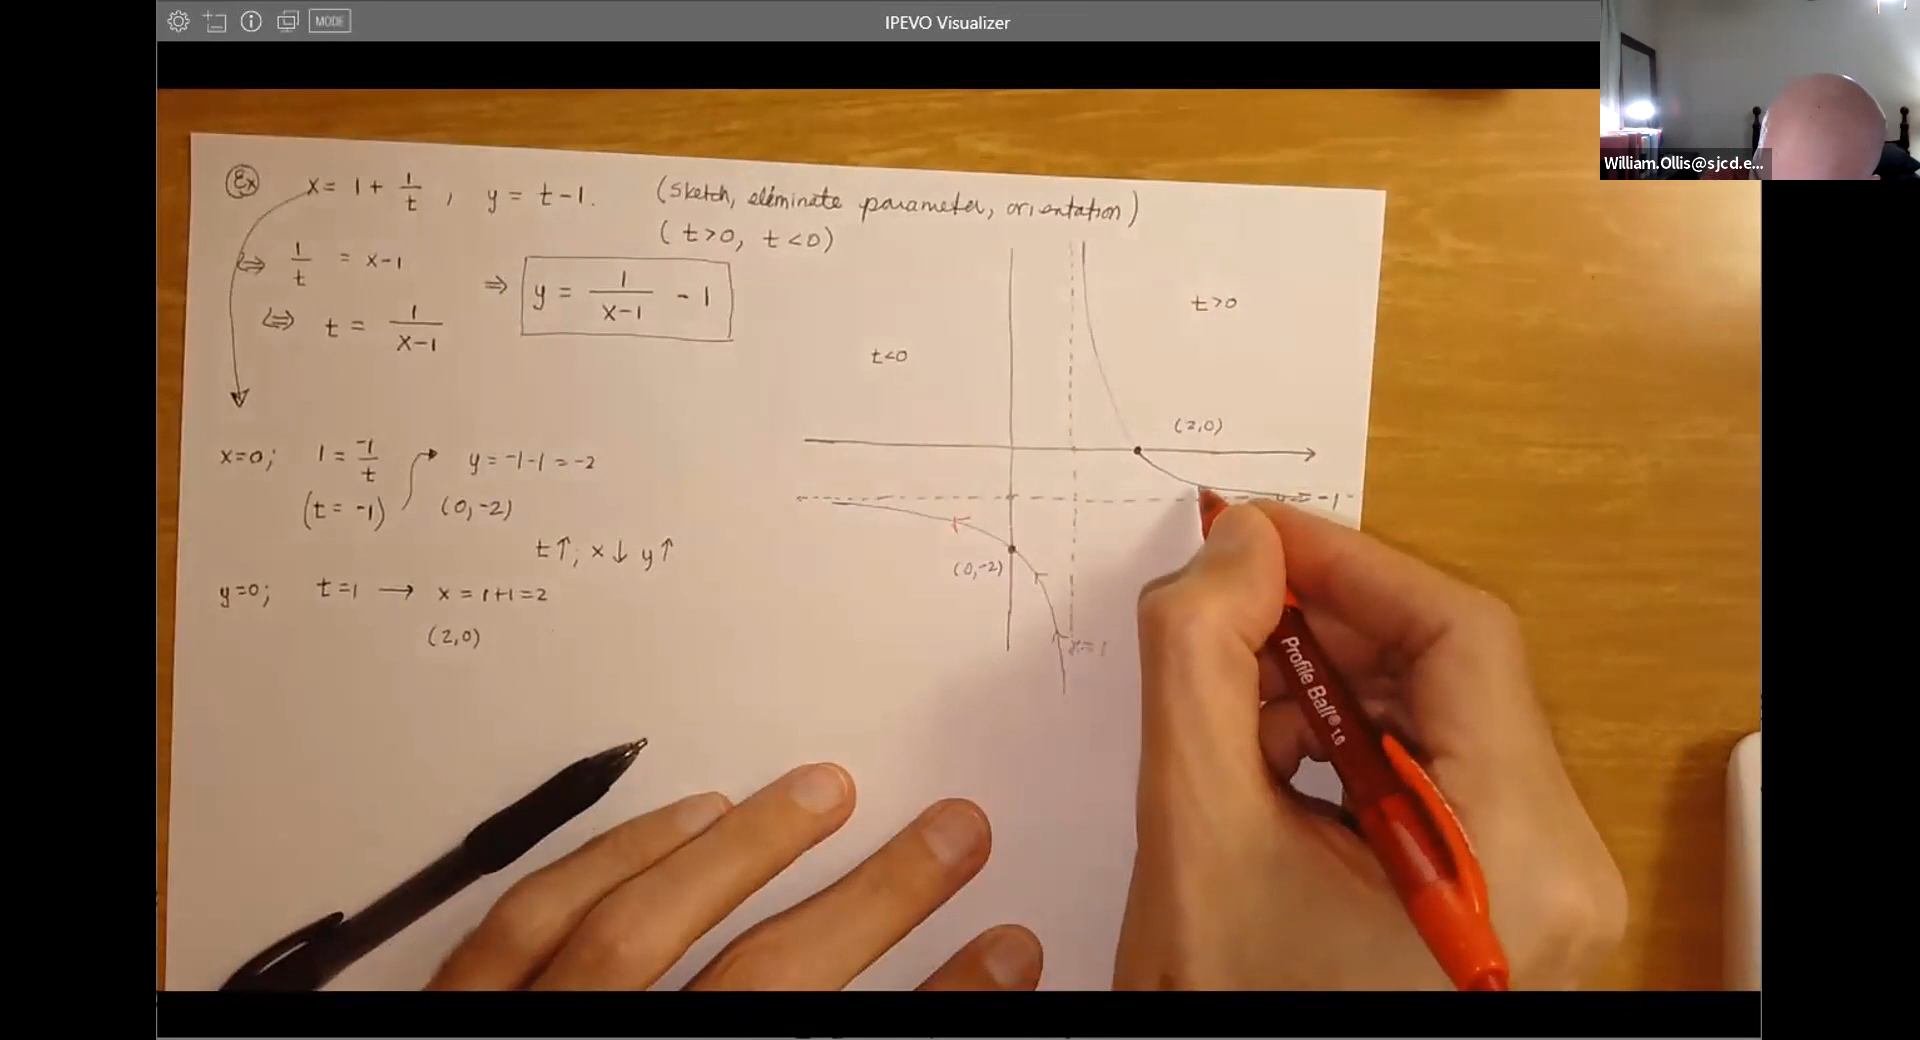 MODE
IPEVO Visualizer
William.Ollis@sjcd.e...
Ex x = 1 + 1/t , y = t-1. (sketch, eliminate parameter, orientation)
( t>0, t<0)
⇔ 1/t = x-1
⇒ y = 1/(x-1) - 1
⇔ t = 1/(x-1)
t>0
t<0
(2,0)
x=0; 1 = -1/t
y = -1-1 = -2
(t = -1) (0,-2)
y = -1
t↑; x↓ y↑
(0,-2)
y=0; t=1 → x = 1+1=2
(2,0)
x=1
Profile Ball® 1.0